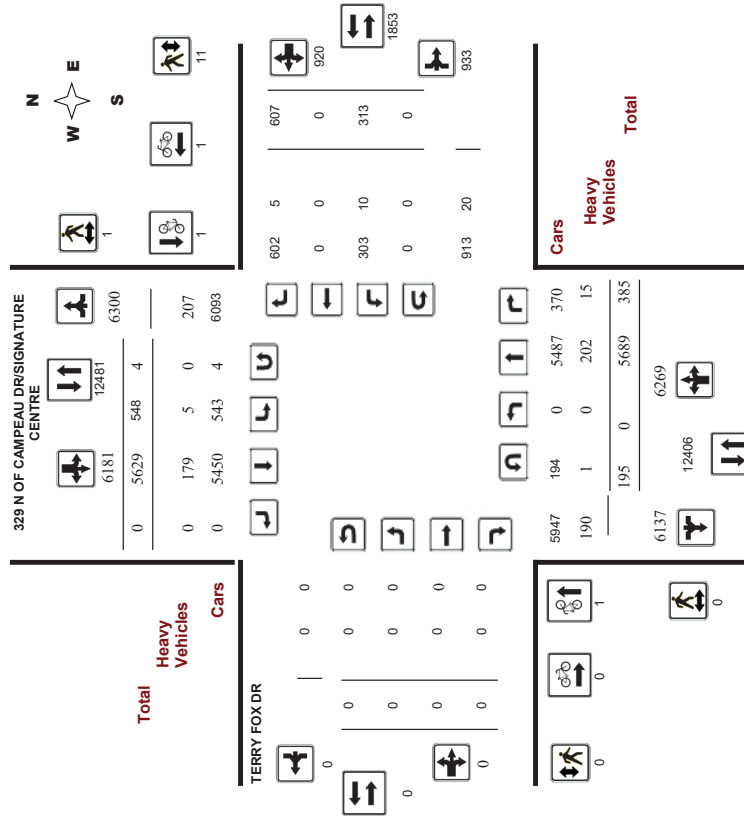 N
W E
S
329 N OF CAMPEAU DR/SIGNATURE
CENTRE
6181 12481 6300
1
1 1 11
Total 0 5629 548 4
Heavy
Vehicles 0 179 5 0 207
Cars 0 5450 543 4 6093
TERRY FOX DR
0 0 0
0 0 0
0 0 0
0 0 0
0 0 0
0
0
0
602 5 607
0 0 0
303 10 313
0 0 0
913 20
920
1853
933
Cars
5947 194 0 5487 370
Heavy
Vehicles
190 1 0 202 15
Total
195 0 5689 385
6137 12406 6269
0 0 1
0